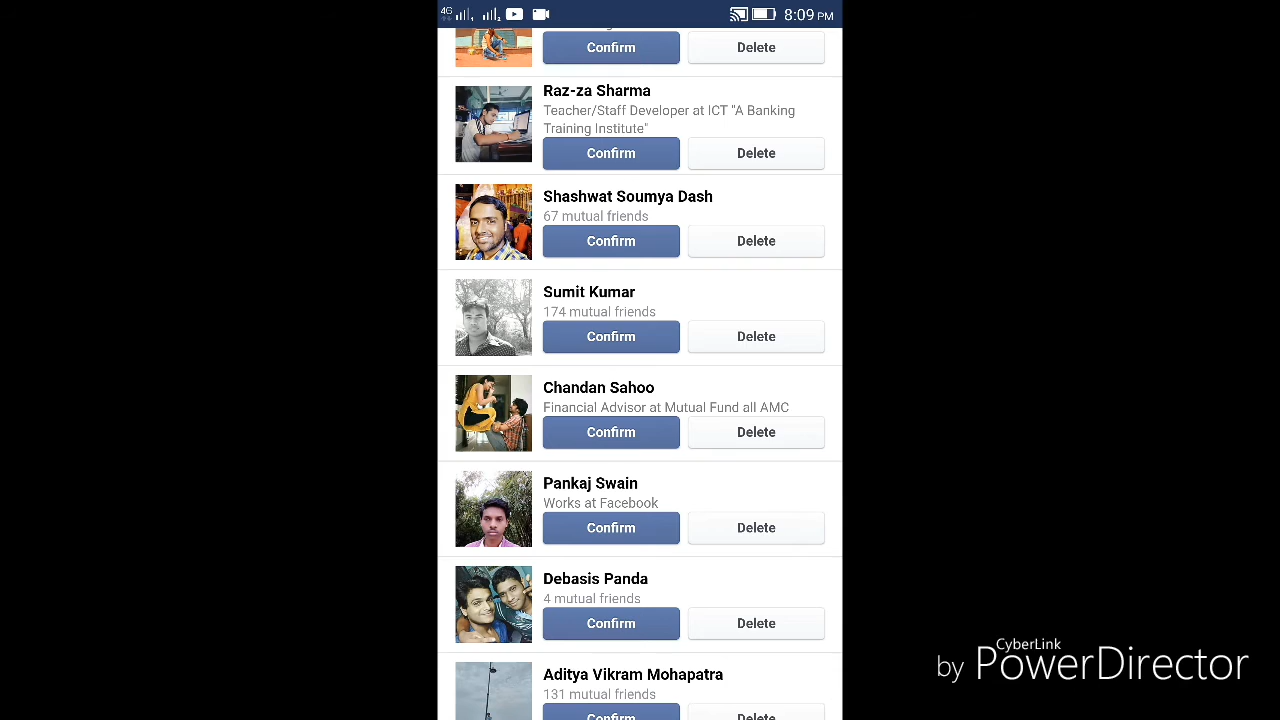 4G 1 2 8:09 PM
Confirm Delete
Raz-za Sharma
Teacher/Staff Developer at ICT "A Banking
Training Institute"
Confirm Delete
Shashwat Soumya Dash
67 mutual friends
Confirm Delete
Sumit Kumar
174 mutual friends
Confirm Delete
Chandan Sahoo
Financial Advisor at Mutual Fund all AMC
Confirm Delete
Pankaj Swain
Works at Facebook
Confirm Delete
Debasis Panda
4 mutual friends
Confirm Delete
Aditya Vikram Mohapatra
131 mutual friends
Confirm Delete
CyberLink
by PowerDirector